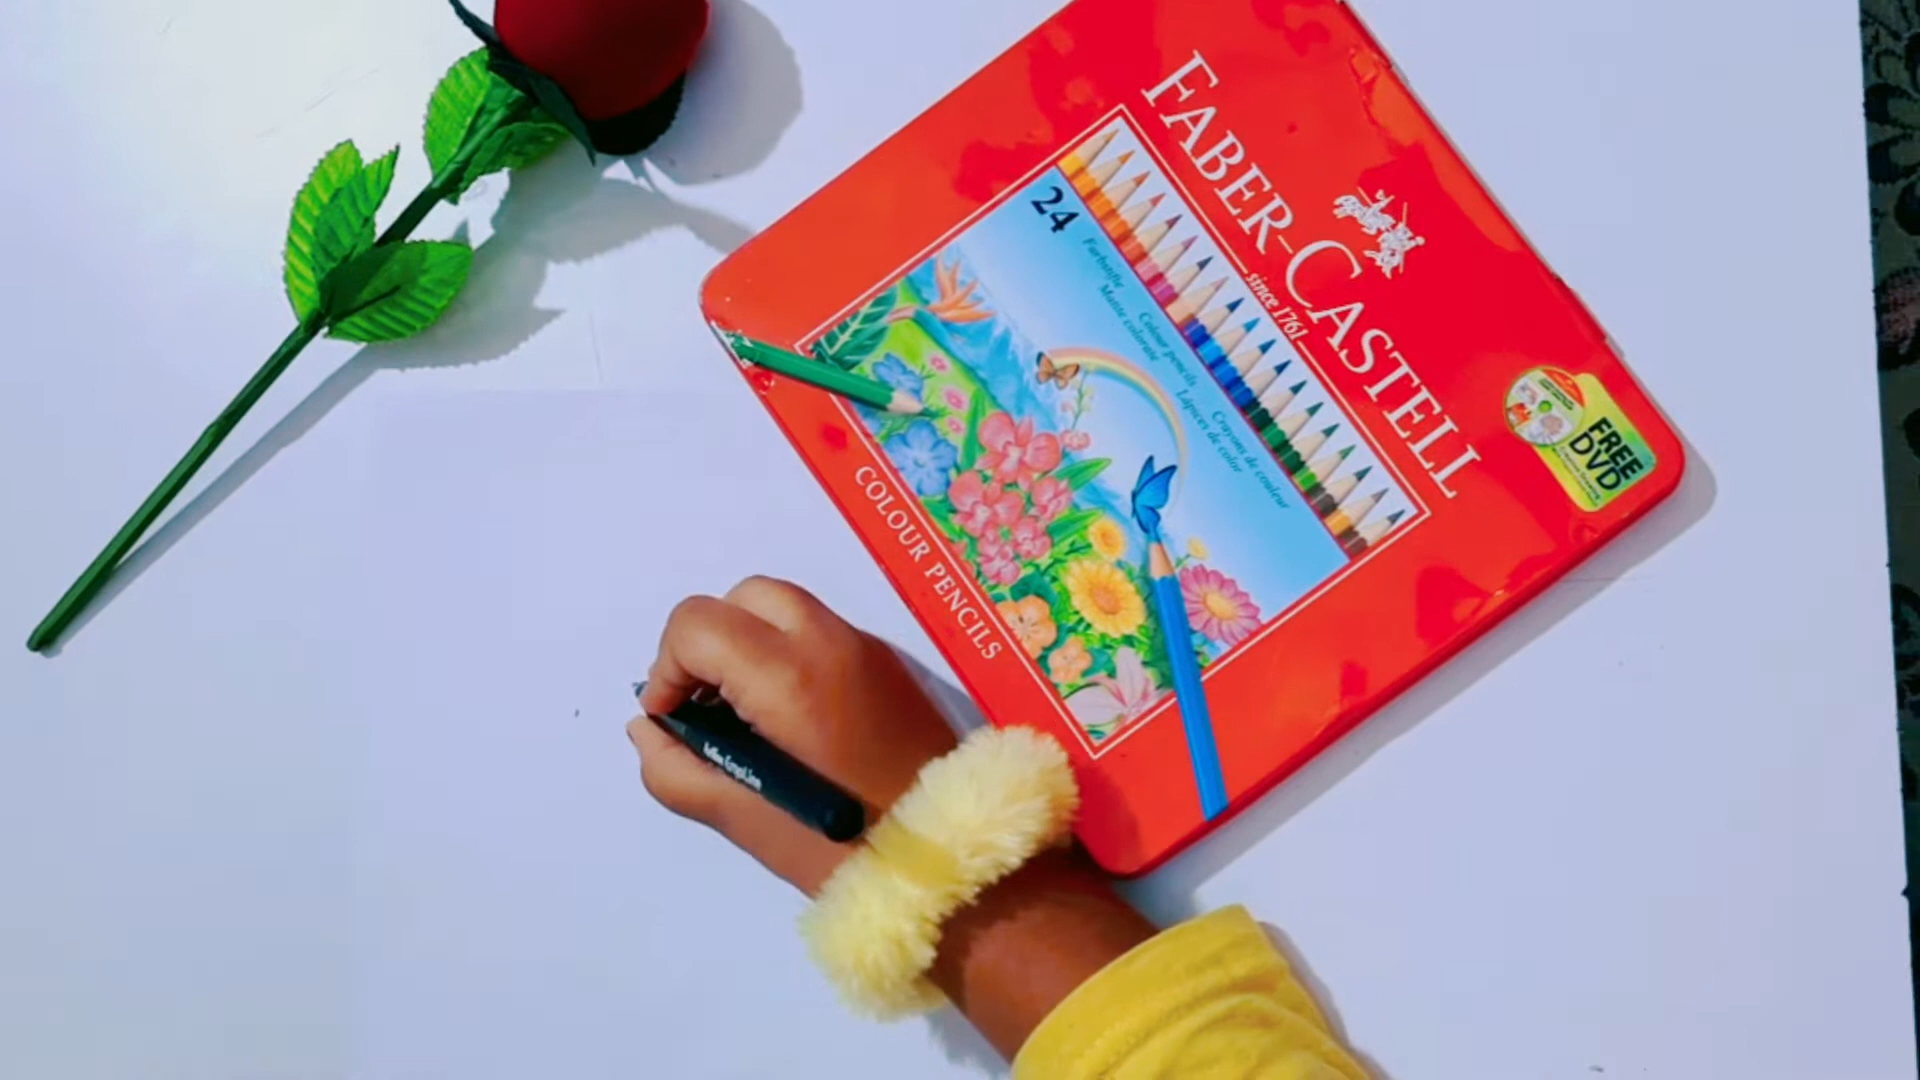 FABER-CASTELL
since 1761
24
Farbstifte Colour pencils Crayons de couleur
Matite colorate Lápices de color
COLOUR PENCILS
FREE
DVD